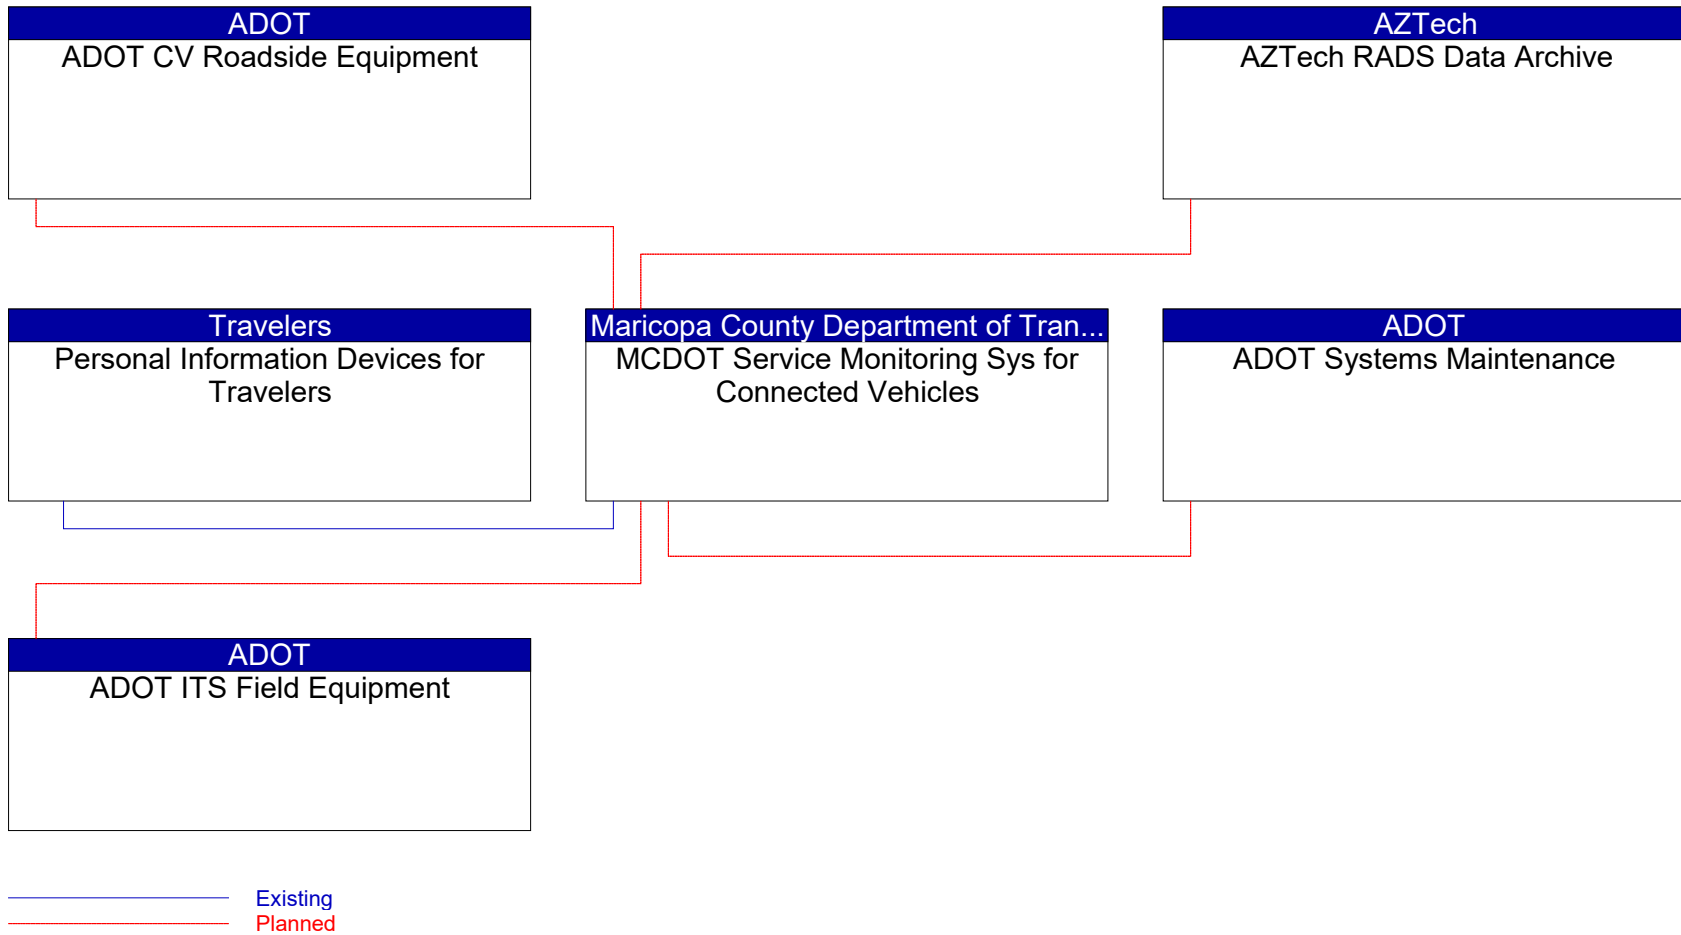 ADOT
ADOT CV Roadside Equipment
AZTech
AZTech RADS Data Archive
Travelers
Personal Information Devices for
Travelers
Maricopa County Department of Tran...
MCDOT Service Monitoring Sys for
Connected Vehicles
ADOT
ADOT Systems Maintenance
ADOT
ADOT ITS Field Equipment
Existing
Planned